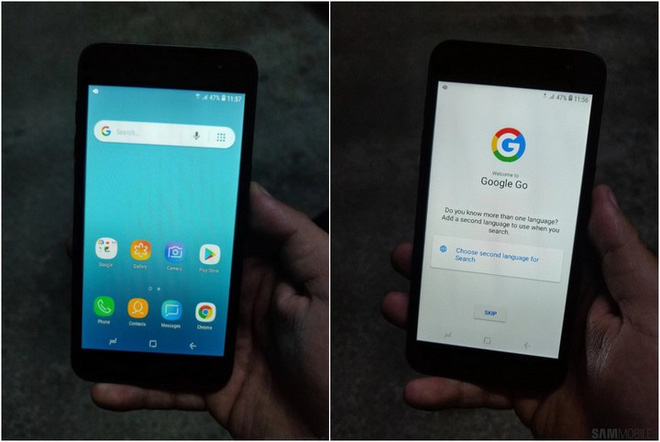 47% 11:57
Search...
Google
Gallery
Camera
Play Store
Phone
Contacts
Messages
Chrome
47% 11:56
Welcome to
Google Go
Do you know more than one language?
Add a second language to use when you
search.
Choose second language for
Search
SKIP
SAMMOBILE